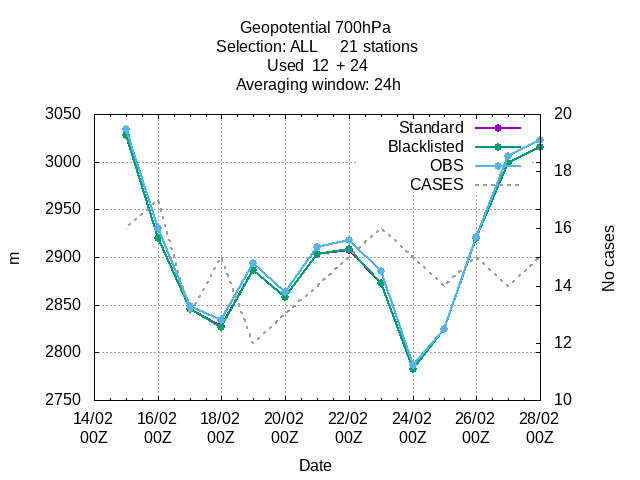 Geopotential 700hPa
Selection: ALL 21 stations
Used 12 + 24
Averaging window: 24h
3050
3000
2950
2900
2850
2800
2750
m
20
18
16
14
12
10
No cases
Standard
Blacklisted
OBS
CASES
14/02 16/02 18/02 20/02 22/02 24/02 26/02 28/02
00Z 00Z 00Z 00Z 00Z 00Z 00Z 00Z
Date